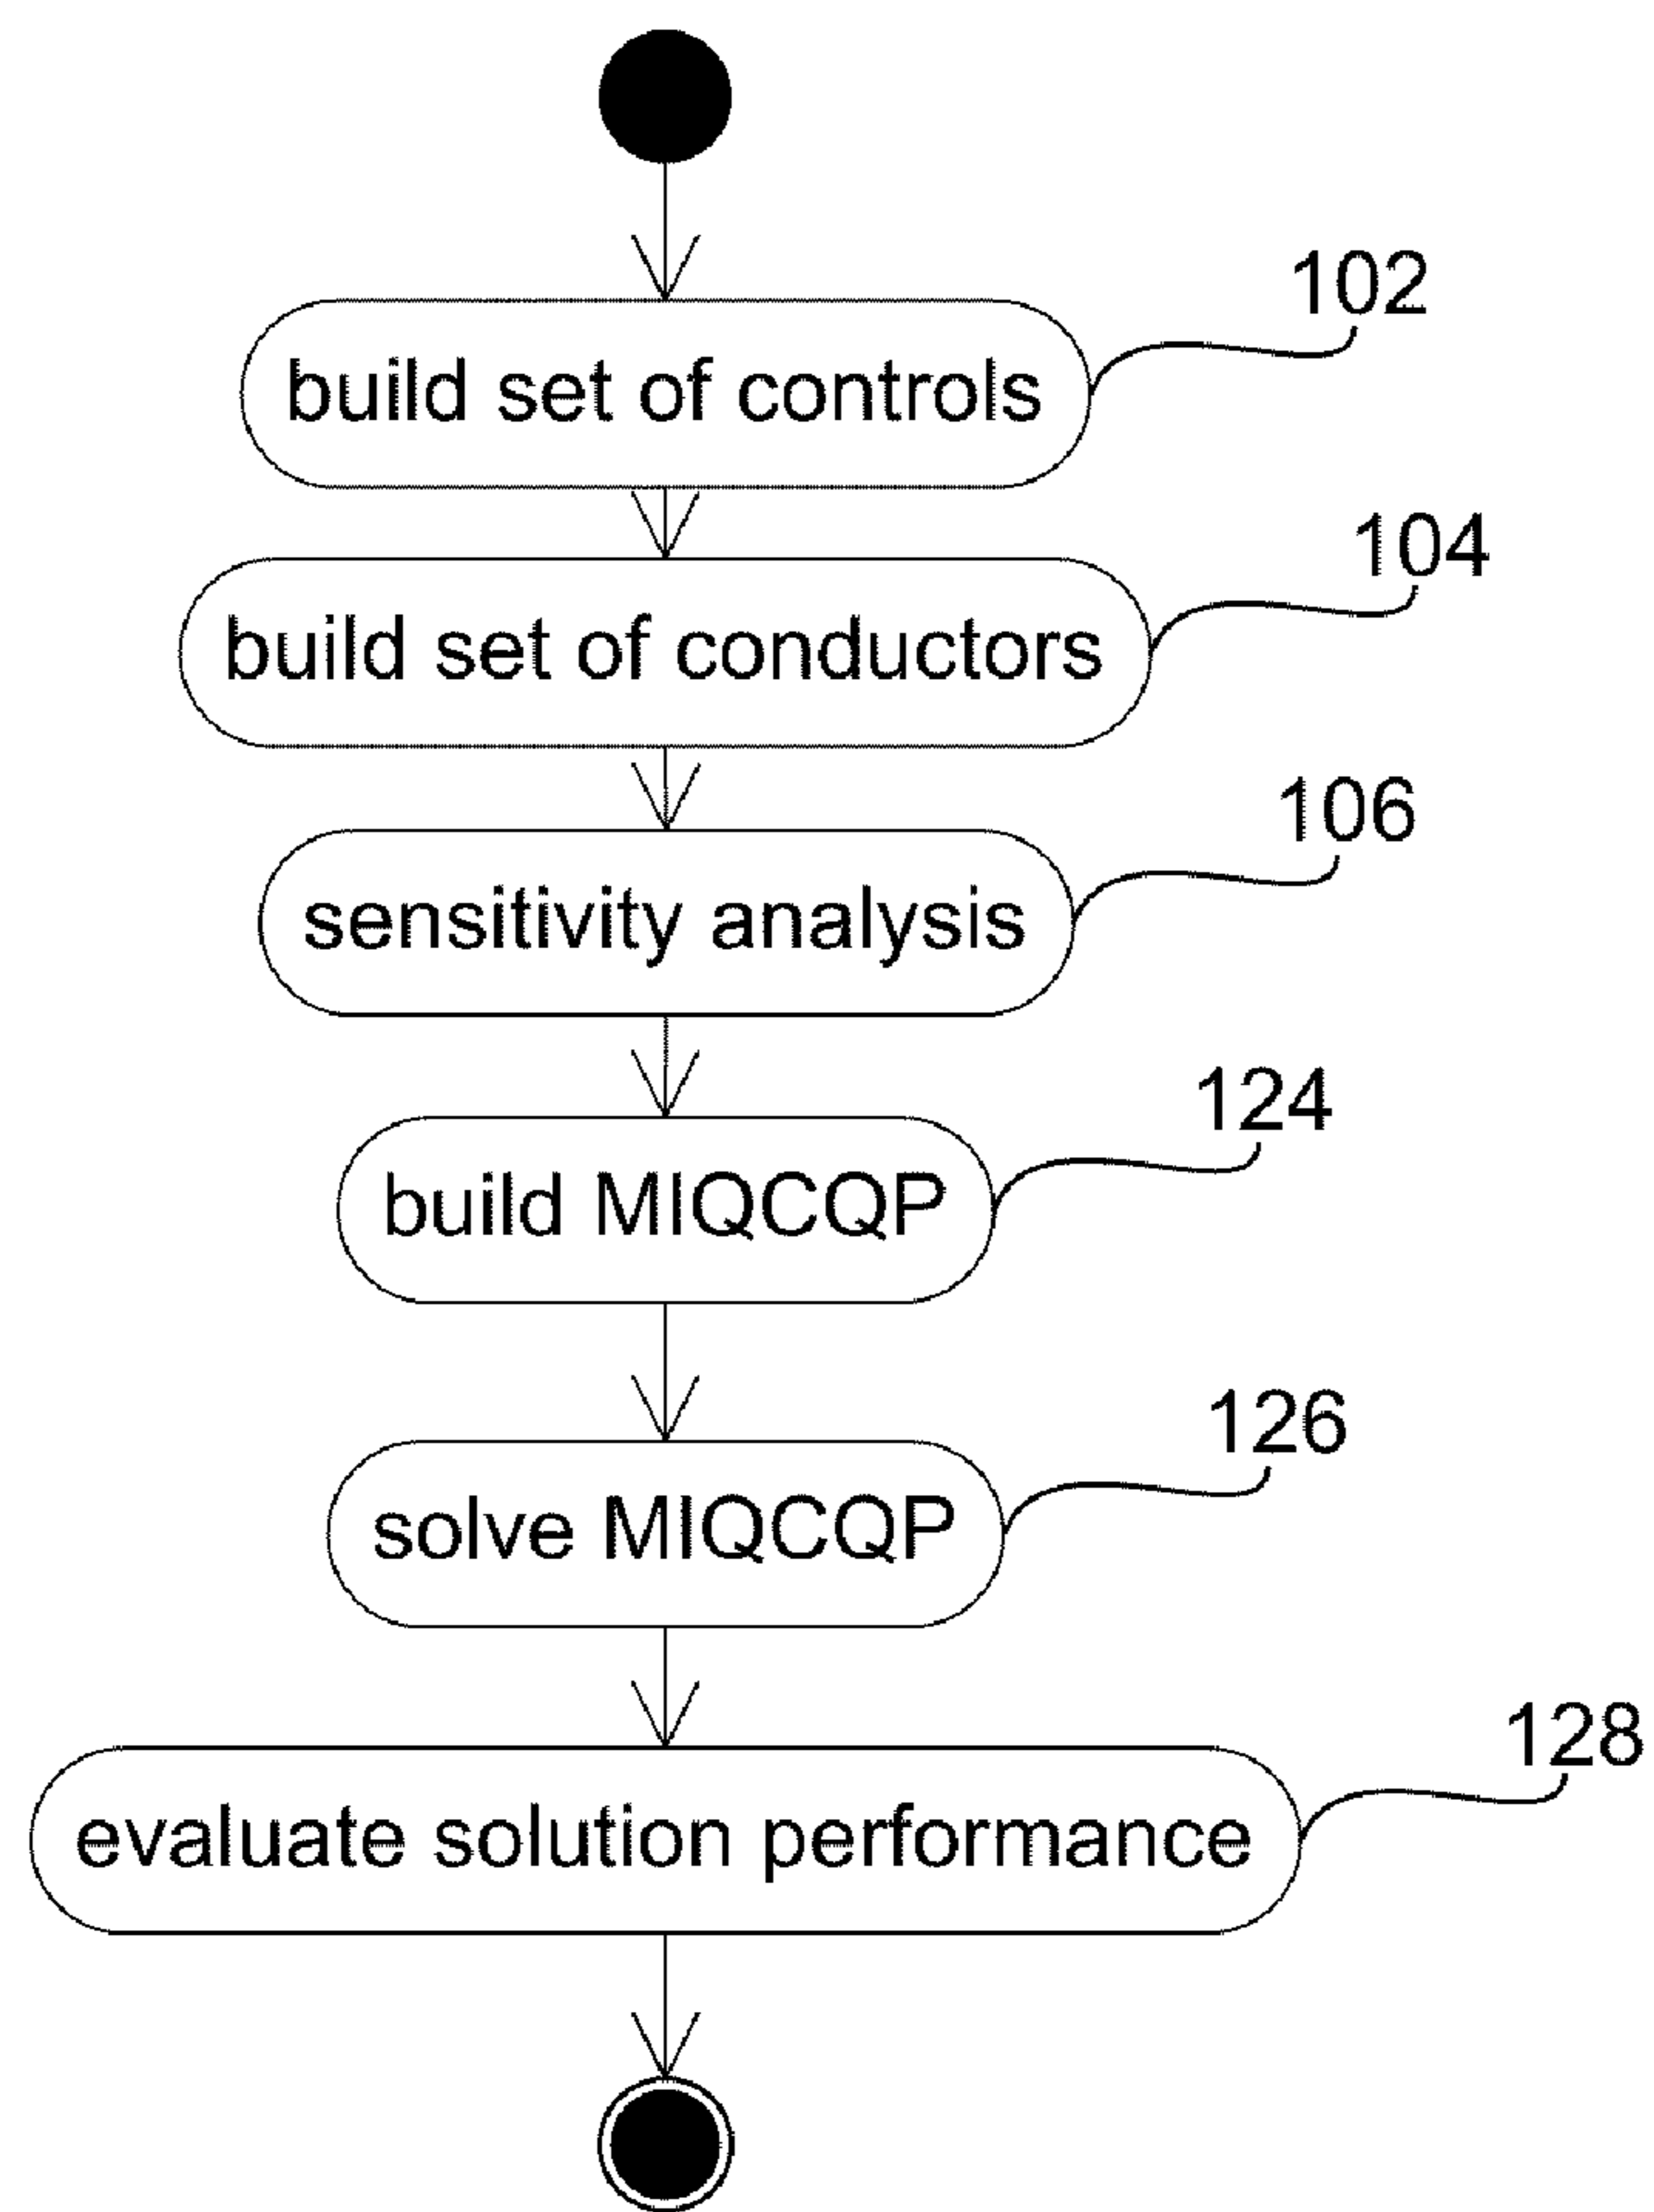 102
build set of controls
104
build set of conductors
106
sensitivity analysis
124
build MIQCQP
126
solve MIQCQP
128
evaluate solution performance